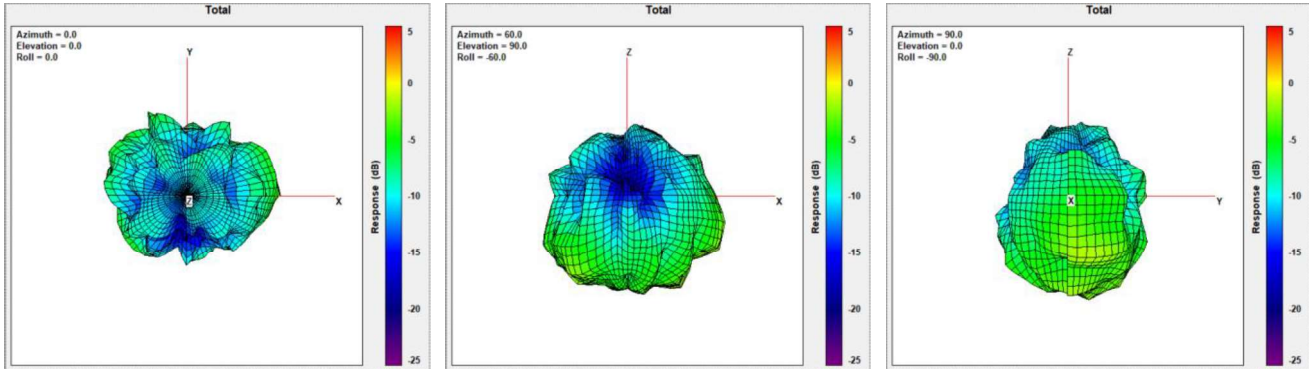 Total
Azimuth = 0.0
Elevation = 0.0
Roll = 0.0
Y
X
Z
5
0
-5
-10
-15
-20
-25
Response (dB)
Total
Azimuth = 60.0
Elevation = 90.0
Roll = -60.0
Z
X
5
0
-5
-10
-15
-20
-25
Response (dB)
Total
Azimuth = 90.0
Elevation = 0.0
Roll = -90.0
Z
X
Y
5
0
-5
-10
-15
-20
-25
Response (dB)